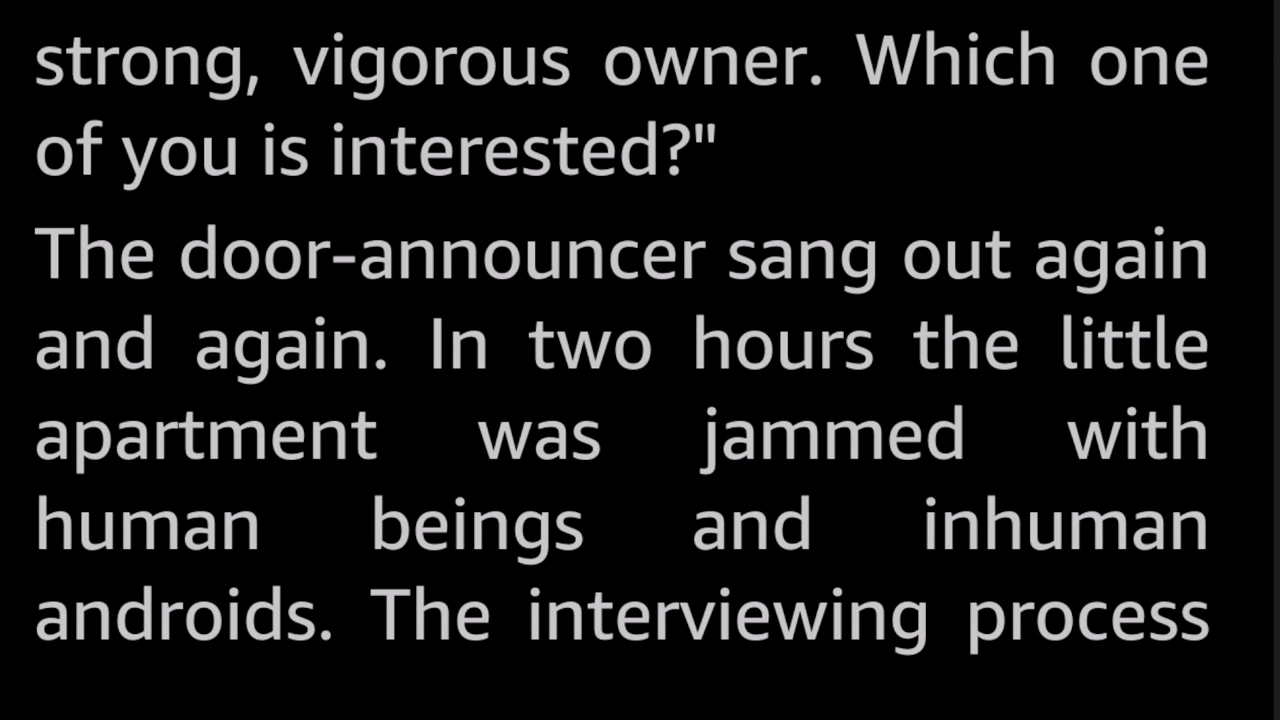 strong, vigorous owner. Which one
of you is interested?"
The door-announcer sang out again
and again. In two hours the little
apartment was jammed with
human beings and inhuman
androids. The interviewing process